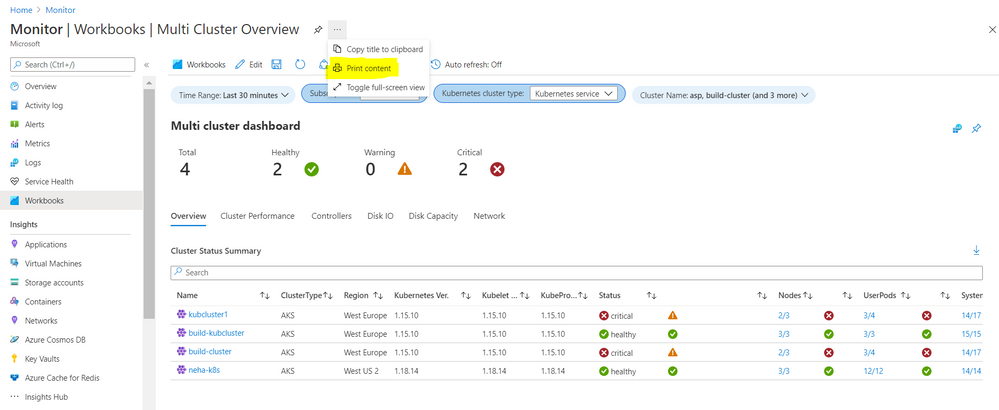 Home > Monitor
Monitor | Workbooks | Multi Cluster Overview ...
Microsoft
Copy title to clipboard
Print content
Toggle full-screen view
Search (Ctrl+/) «
Overview
Activity log
Alerts
Metrics
Logs
Service Health
Workbooks
Insights
Applications
Virtual Machines
Storage accounts
Containers
Networks
Azure Cosmos DB
Key Vaults
Azure Cache for Redis
... Insights Hub
Workbooks Edit Auto refresh: Off
Time Range: Last 30 minutes Kubernetes cluster type: Kubernetes service Cluster Name: asp, build-cluster (and 3 more)
Multi cluster dashboard
Total Healthy Warning Critical
4 2 0 2
Overview Cluster Performance Controllers Disk IO Disk Capacity Network
Cluster Status Summary
Search
Name ClusterType Region Kubernetes Ver. Kubelet ... KubePro... Status Nodes UserPods System
kubcluster1 AKS West Europe 1.15.10 1.15.10 1.15.10 critical 2/3 3/4 14/17
build-kubcluster AKS West Europe 1.15.10 1.15.10 1.15.10 healthy 3/3 3/3 15/15
build-cluster AKS West Europe 1.15.10 1.15.10 1.15.10 critical 2/3 3/4 14/17
neha-k8s AKS West US 2 1.18.14 1.18.14 1.18.14 healthy 3/3 12/12 14/14